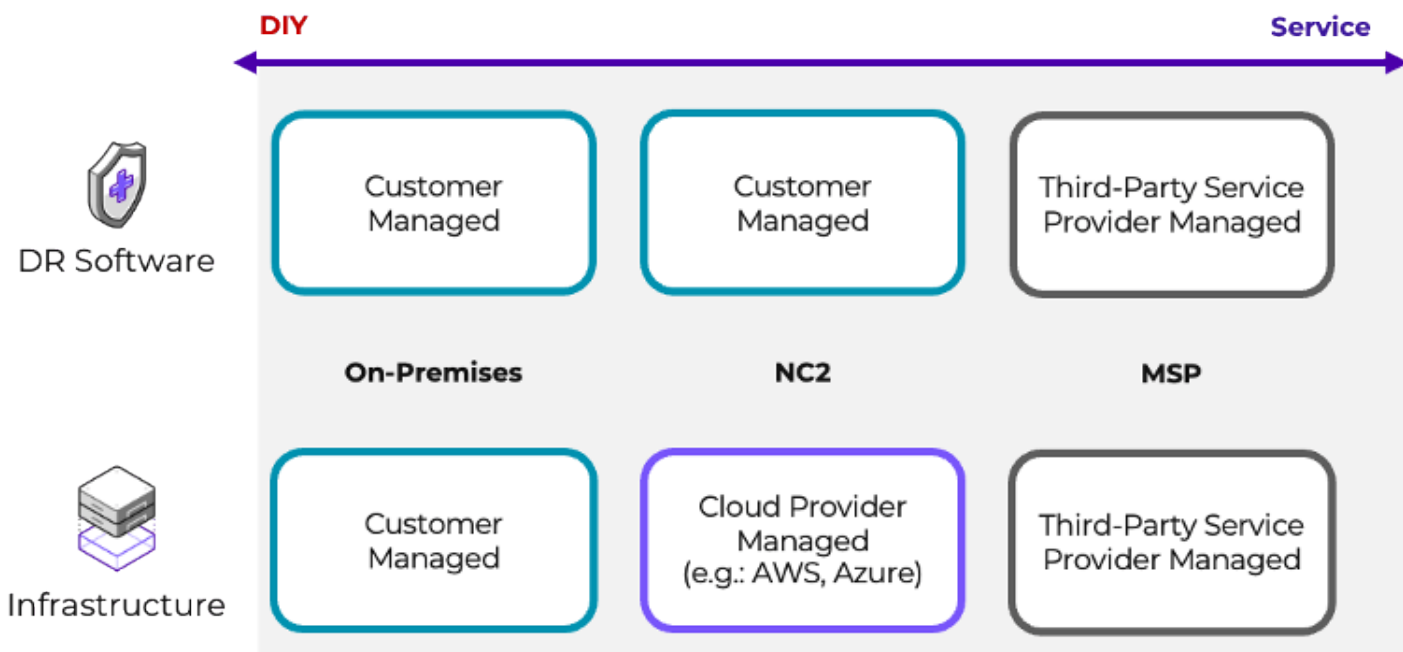 DIY
Service
DR Software
Customer
Managed
Customer
Managed
Third-Party Service
Provider Managed
On-Premises
NC2
MSP
Infrastructure
Customer
Managed
Cloud Provider
Managed
(e.g.: AWS, Azure)
Third-Party Service
Provider Managed